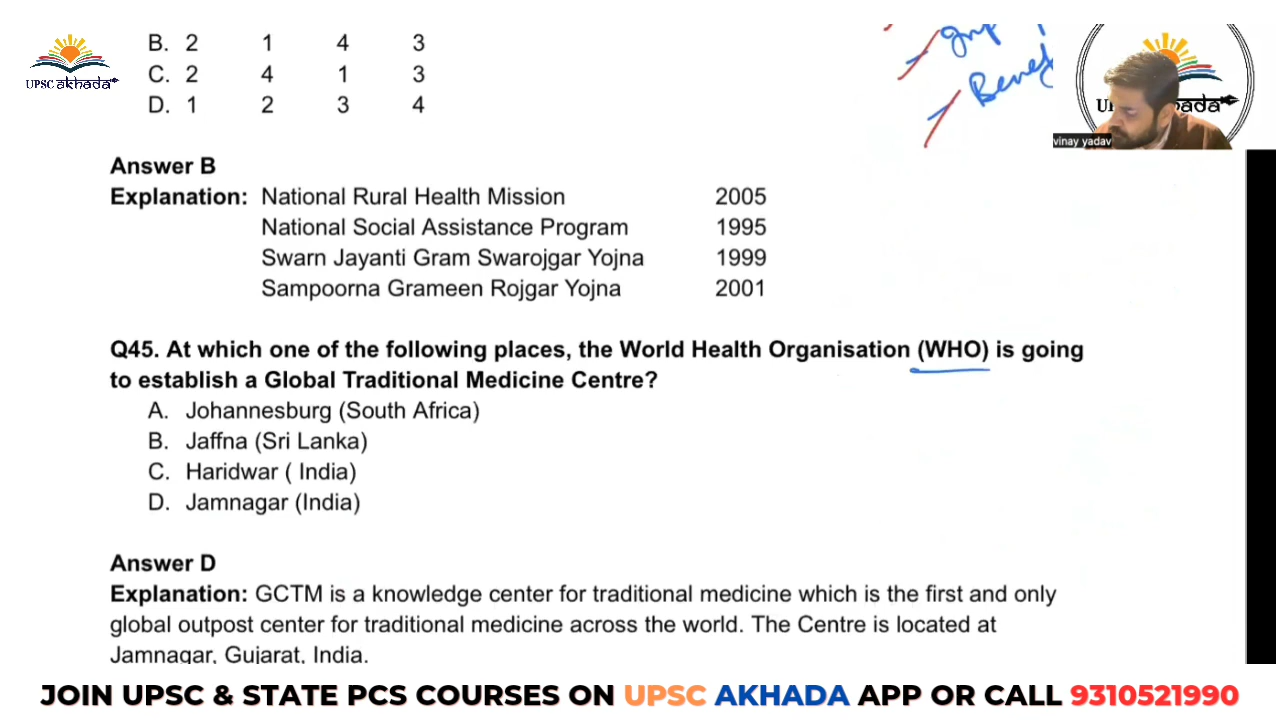 UPSC akhada
B. 2 1 4 3
C. 2 4 1 3
D. 1 2 3 4
Answer B
Explanation: National Rural Health Mission 2005
National Social Assistance Program 1995
Swarn Jayanti Gram Swarojgar Yojna 1999
Sampoorna Grameen Rojgar Yojna 2001
vinay yadav
Q45. At which one of the following places, the World Health Organisation (WHO) is going
to establish a Global Traditional Medicine Centre?
A. Johannesburg (South Africa)
B. Jaffna (Sri Lanka)
C. Haridwar ( India)
D. Jamnagar (India)
Answer D
Explanation: GCTM is a knowledge center for traditional medicine which is the first and only
global outpost center for traditional medicine across the world. The Centre is located at
Jamnagar, Gujarat, India.
JOIN UPSC & STATE PCS COURSES ON UPSC AKHADA APP OR CALL 9310521990